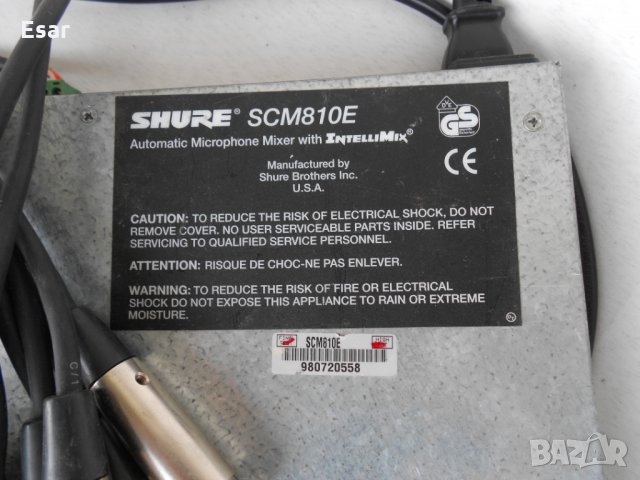 Esar
SHURE® SCM810E
Automatic Microphone Mixer with INTELLIMIX®
Manufactured by
Shure Brothers Inc.
U.S.A.
GS
CE
CAUTION: TO REDUCE THE RISK OF ELECTRICAL SHOCK, DO NOT
REMOVE COVER. NO USER SERVICEABLE PARTS INSIDE. REFER
SERVICING TO QUALIFIED SERVICE PERSONNEL.
ATTENTION: RISQUE DE CHOC-NE PAS ENLEVER.
WARNING: TO REDUCE THE RISK OF FIRE OR ELECTRICAL
SHOCK DO NOT EXPOSE THIS APPLIANCE TO RAIN OR EXTREME
MOISTURE.
SCM810E
HIGH
980720558
BAZAR